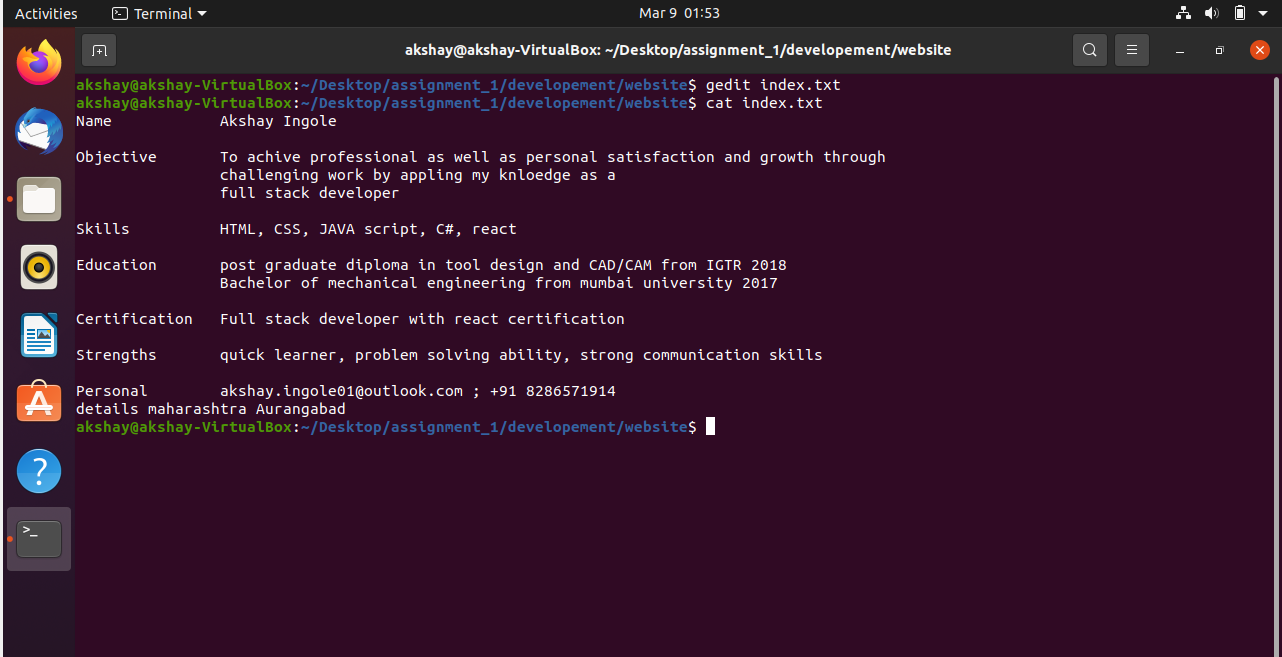 Activities Terminal Mar 9 01:53
akshay@akshay-VirtualBox: ~/Desktop/assignment_1/developement/website
akshay@akshay-VirtualBox:~/Desktop/assignment_1/developement/website$ gedit index.txt
akshay@akshay-VirtualBox:~/Desktop/assignment_1/developement/website$ cat index.txt
Name Akshay Ingole
Objective To achive professional as well as personal satisfaction and growth through
challenging work by appling my knloedge as a
full stack developer
Skills HTML, CSS, JAVA script, C#, react
Education post graduate diploma in tool design and CAD/CAM from IGTR 2018
Bachelor of mechanical engineering from mumbai university 2017
Certification Full stack developer with react certification
Strengths quick learner, problem solving ability, strong communication skills
Personal akshay.ingole01@outlook.com ; +91 8286571914
details maharashtra Aurangabad
akshay@akshay-VirtualBox:~/Desktop/assignment_1/developement/website$